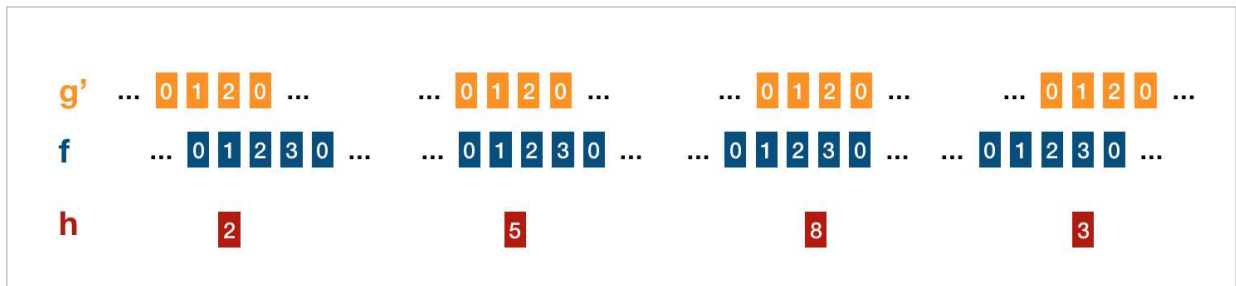 g’ ... 0 1 2 0 ... ... 0 1 2 0 ... ... 0 1 2 0 ... ... 0 1 2 0 ...
f ... 0 1 2 3 0 ... ... 0 1 2 3 0 ... ... 0 1 2 3 0 ... ... 0 1 2 3 0 ...
h 2 5 8 3